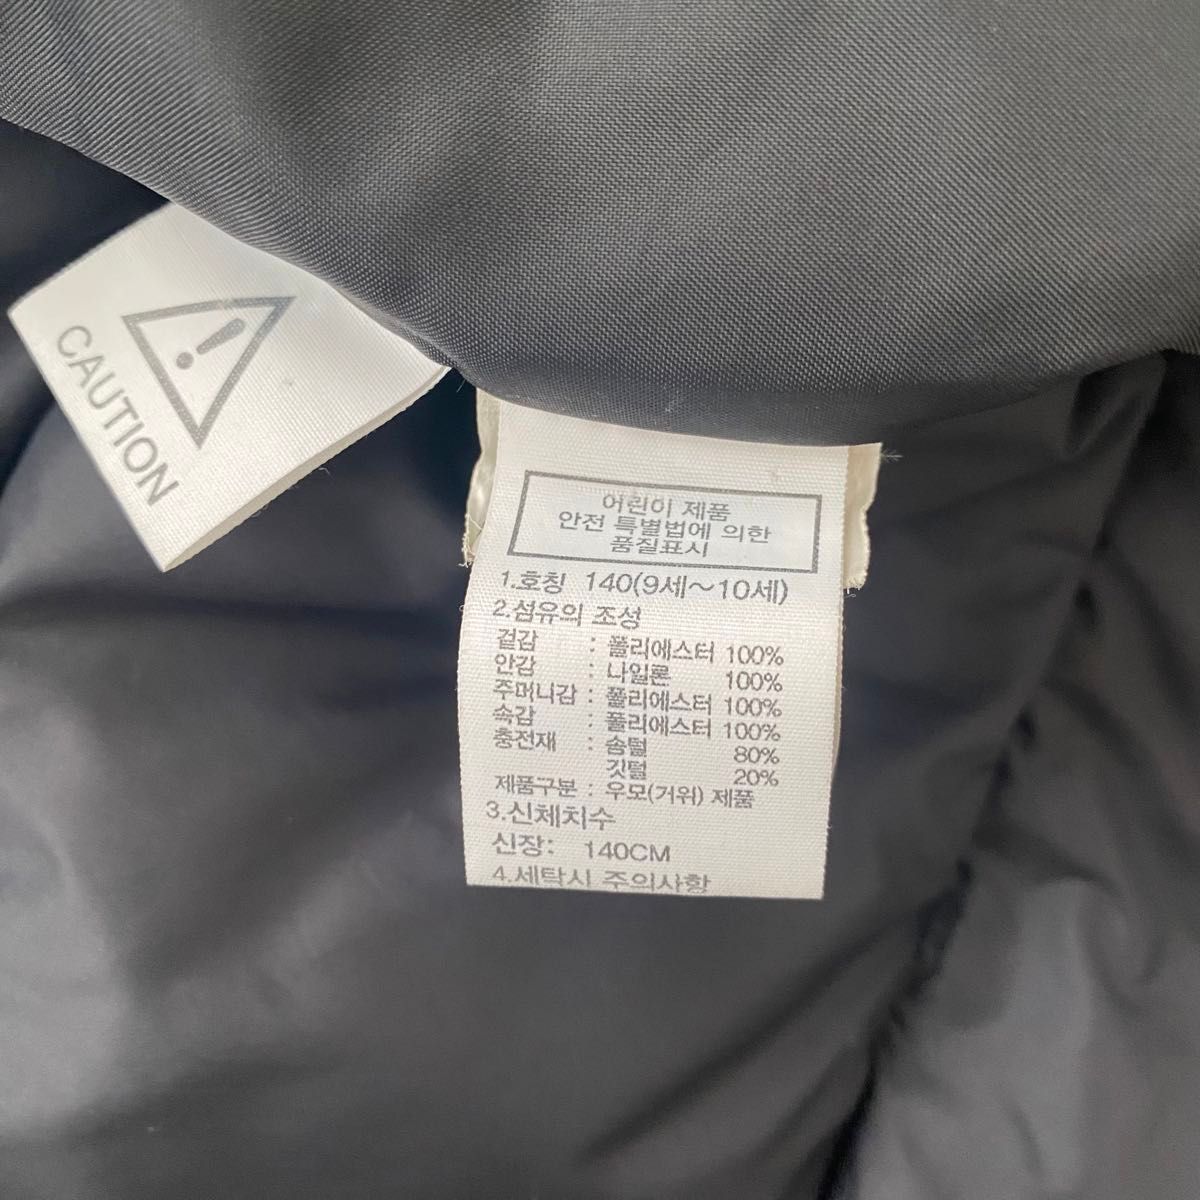 CAUTION
어린이 제품
안전 특별법에 의한
품질표시
1.호칭 140(9세~10세)
2.섬유의 조성
겉감 : 폴리에스터 100%
안감 : 나일론 100%
주머니감 : 폴리에스터 100%
속감 : 폴리에스터 100%
충전재 : 솜털 80%
깃털 20%
제품구분 : 우모(거위) 제품
3.신체치수
신장: 140CM
4.세탁시 주의사항